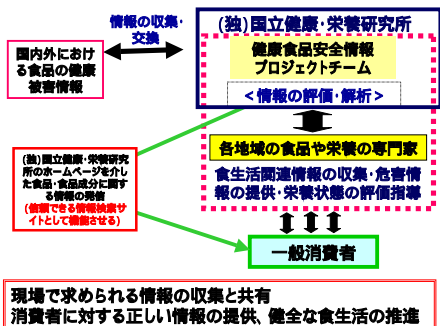 情報の収集・
交換
(独)国立健康・栄養研究所
国内外におけ
る食品の健康
被害情報
健康食品安全情報
プロジェクトチーム
＜情報の評価・解析＞
各地域の食品や栄養の専門家
食生活関連情報の収集・危害情
報の提供・栄養状態の評価指導
(独)国立健康・栄養研究
所のホームページを介し
た食品・食品成分に関す
る情報の発信
(信頼できる情報検索サ
イトとして機能させる)
一般消費者
現場で求められる情報の収集と共有
消費者に対する正しい情報の提供、健全な食生活の推進